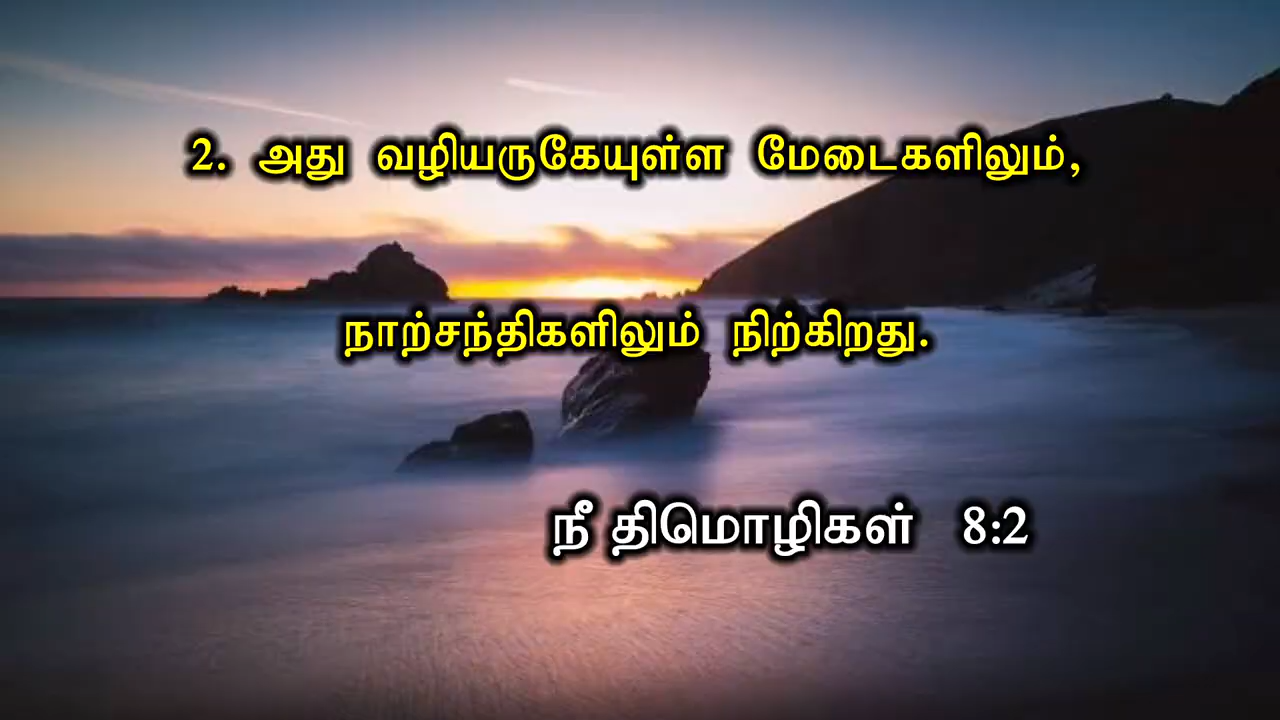 2. அது வழியருகேயுள்ள மேடைகளிலும்,
நாற்சந்திகளிலும் நிற்கிறது.
நீதிமொழிகள் 8:2